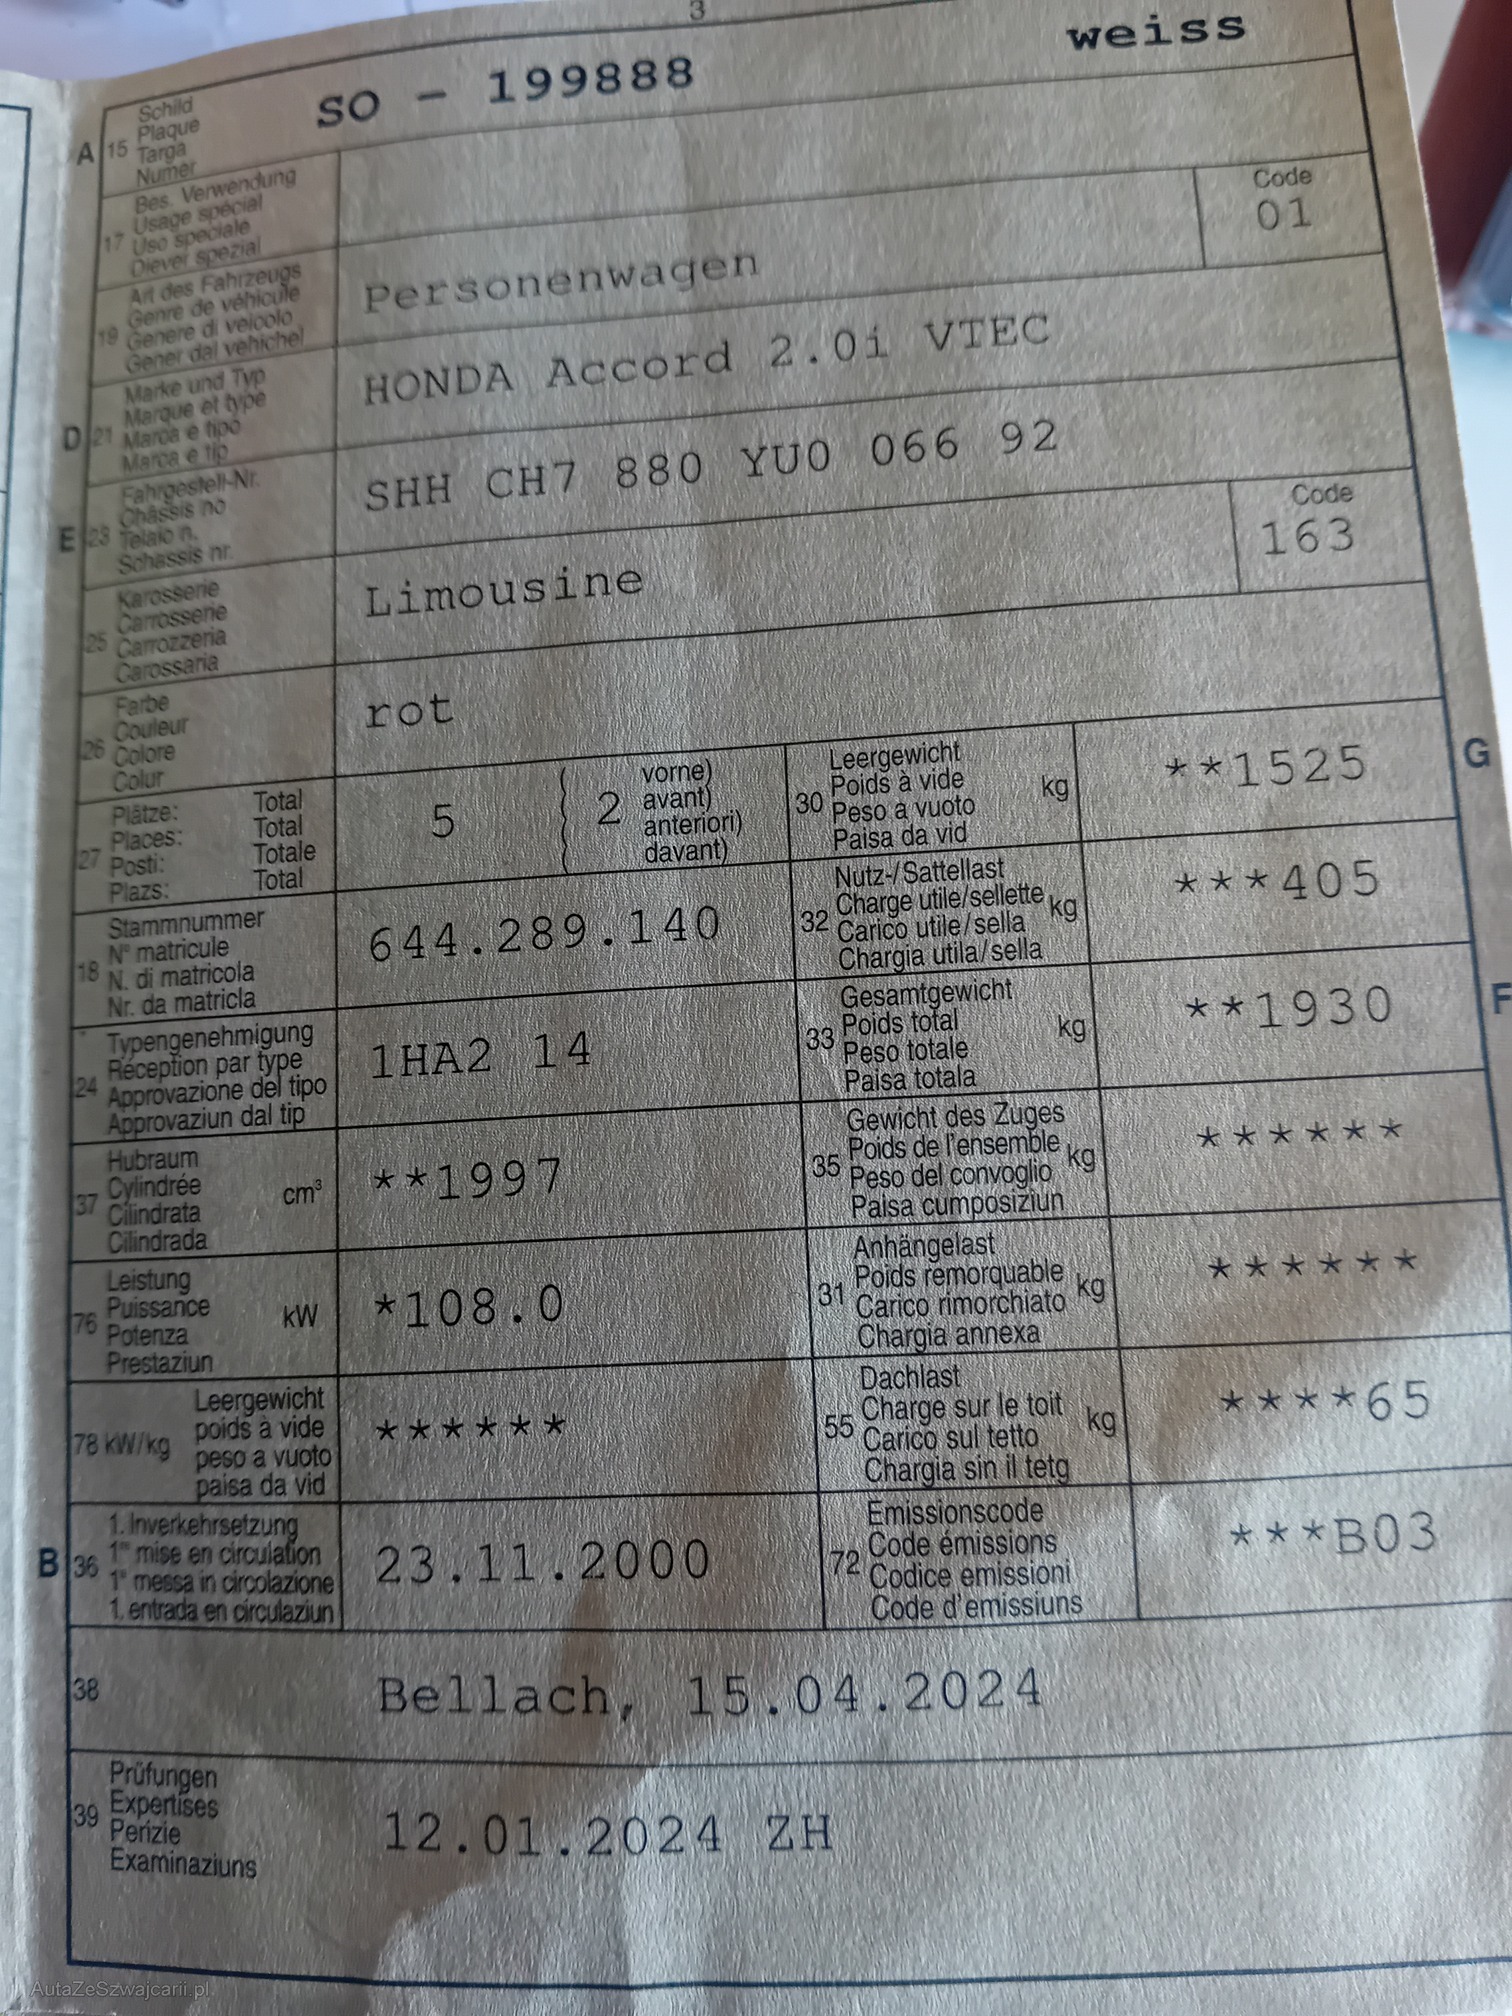 3
A 15 Schild
Plaque
Targa
Numer
SO - 199888 weiss
17 Bes. Verwendung
Usage spécial
Uso speciale
Diever spezial
19 Art des Fahrzeugs
Genre de véhicule
Genere di veicolo
Gener dal vehichel
Personenwagen
Code
01
D 21 Marke und Typ
Marque et type
Marca e tipo
Marca e tip
HONDA Accord 2.0i VTEC
E 23 Fahrgestell-Nr.
Châssis no
Telaio n.
Schassis nr.
SHH CH7 880 YU0 066 92
25 Karosserie
Carrosserie
Carrozzeria
Carossaria
Limousine
Code
163
26 Farbe
Couleur
Colore
Colur
rot
27 Plätze: Total
Places: Total
Posti: Totale
Plazs: Total
5
2
vorne)
avant)
anteriori)
davant)
30 Leergewicht
Poids à vide
Peso a vuoto
Paisa da vid
kg
**1525
G
18 Stammnummer
N° matricule
N. di matricola
Nr. da matricla
644.289.140
32 Nutz-/Sattellast
Charge utile/sellette
Carico utile/sella
Chargia utila/sella
kg
***405
24 Typengenehmigung
Réception par type
Approvazione del tipo
Approvaziun dal tip
1HA2 14
33 Gesamtgewicht
Poids total
Peso totale
Paisa totala
kg
**1930
F
37 Hubraum
Cylindrée
Cilindrata
Cilindrada
cm³
**1997
35 Gewicht des Zuges
Poids de l'ensemble
Peso del convoglio
Paisa cumposiziun
kg
******
76 Leistung
Puissance
Potenza
Prestaziun
kW
*108.0
31 Anhängelast
Poids remorquable
Carico rimorchiato
Chargia annexa
kg
******
78 kW/kg
Leergewicht
poids à vide
peso a vuoto
paisa da vid
******
55 Dachlast
Charge sur le toit
Carico sul tetto
Chargia sin il tetg
kg
****65
B 36 1. Inverkehrsetzung
1re mise en circulation
1a messa in circolazione
1. entrada en circulaziun
23.11.2000
72 Emissionscode
Code émissions
Codice emissioni
Code d'emissiuns
***B03
38
Bellach, 15.04.2024
39 Prüfungen
Expertises
Perizie
Examinaziuns
12.01.2024 ZH
AutaZeSzwajcarii.pl